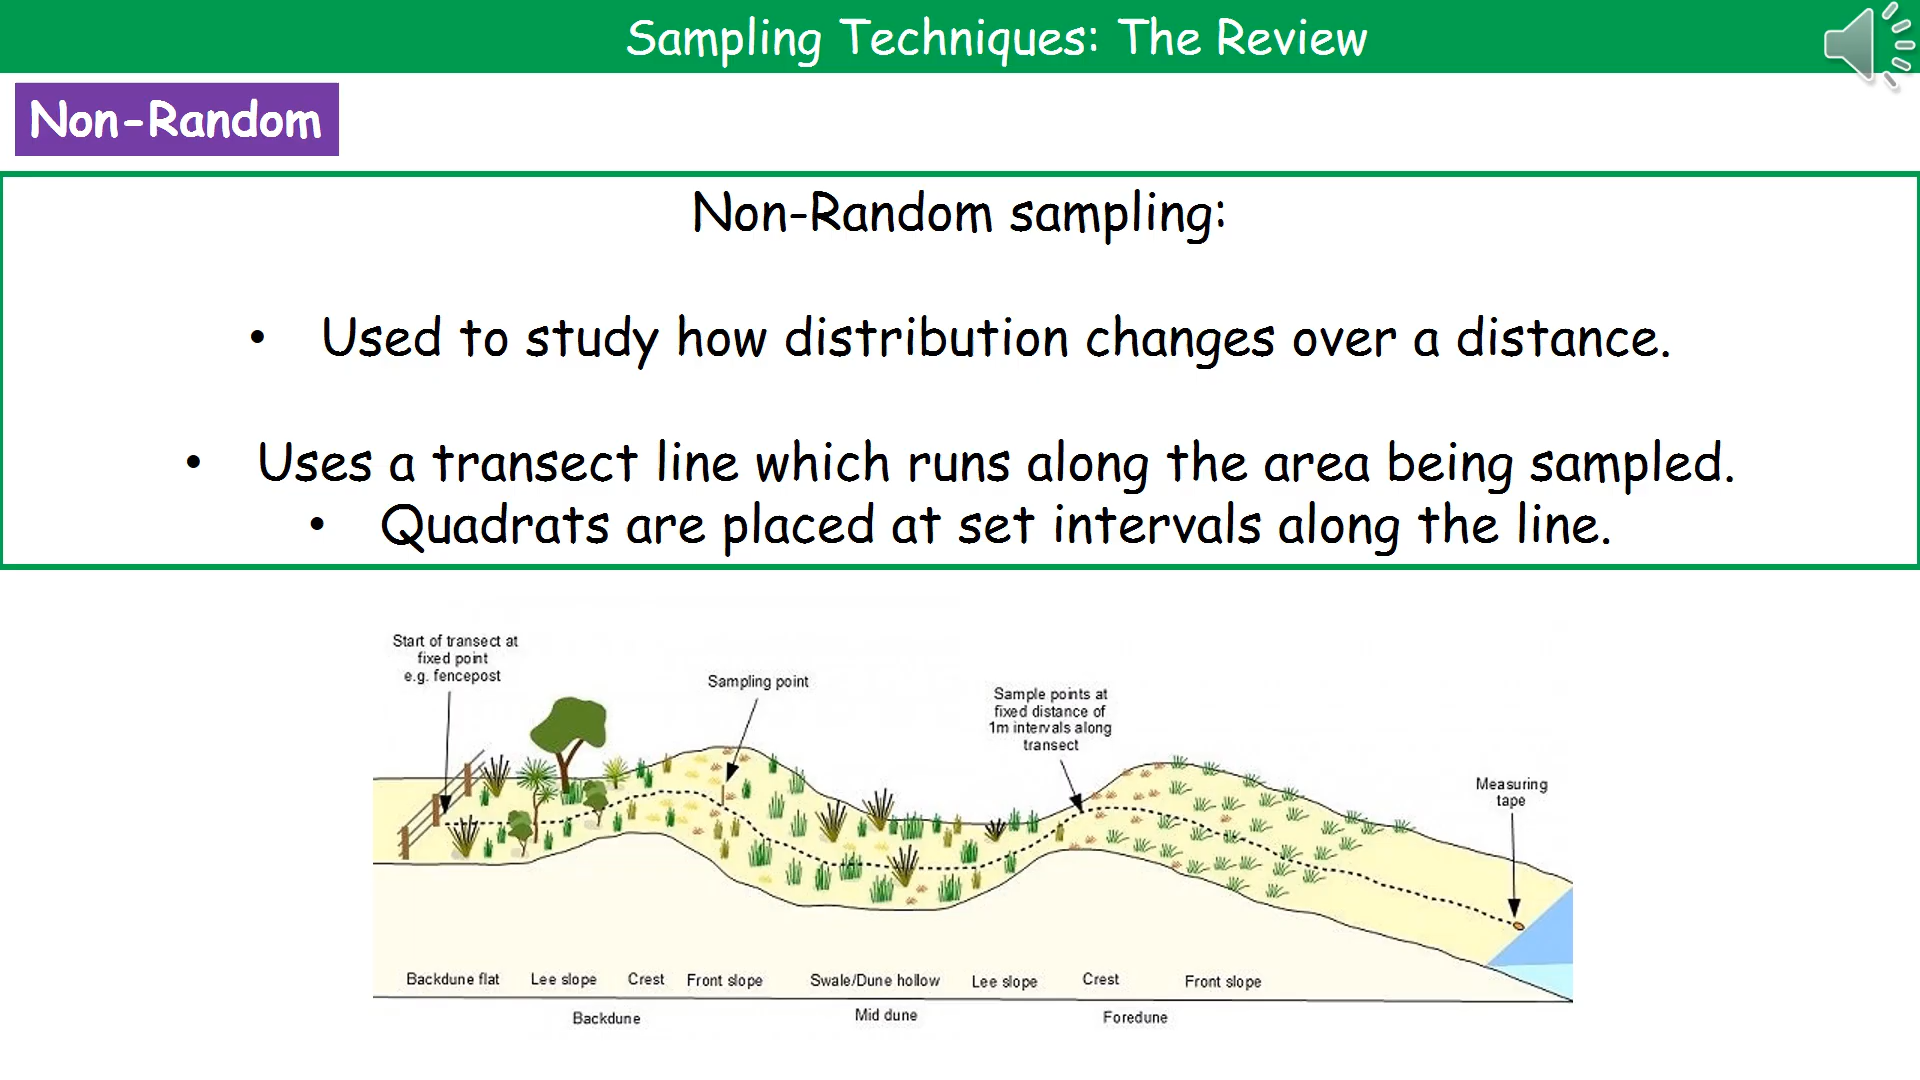 Sampling Techniques: The Review
Non-Random
Non-Random sampling:
• Used to study how distribution changes over a distance.
• Uses a transect line which runs along the area being sampled.
• Quadrats are placed at set intervals along the line.
Start of transect at
fixed point
e.g. fencepost
Sampling point
Sample points at
fixed distance of
1m intervals along
transect
Measuring
tape
Backdune flat
Lee slope
Crest
Front slope
Swale/Dune hollow
Lee slope
Crest
Front slope
Backdune
Mid dune
Foredune